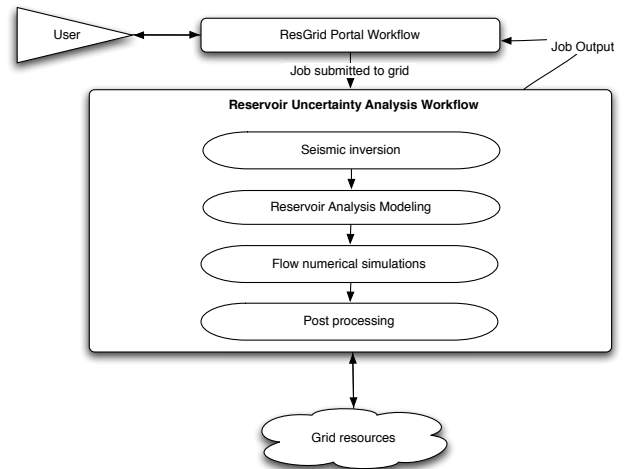 User
ResGrid Portal Workflow
Job Output
Job submitted to grid
Reservoir Uncertainty Analysis Workflow
Seismic inversion
Reservoir Analysis Modeling
Flow numerical simulations
Post processing
Grid resources